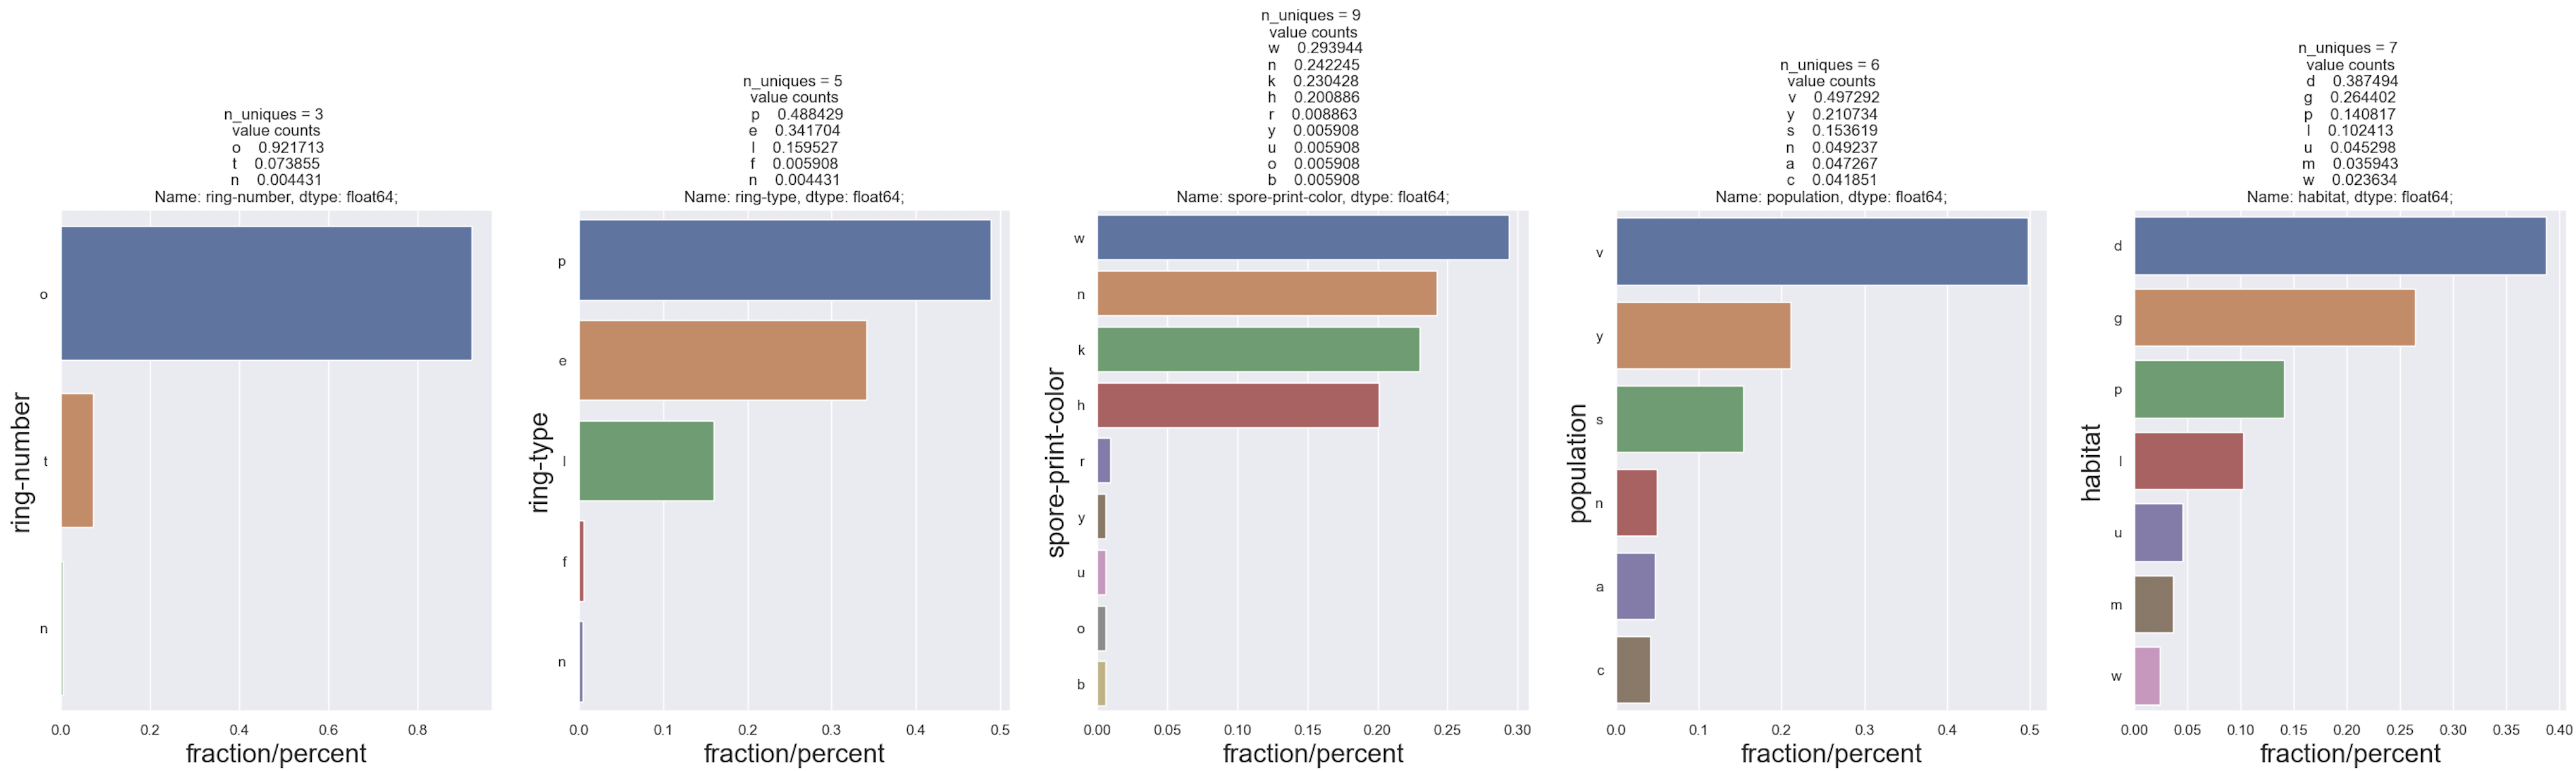 n_uniques = 3
value counts
o 0.921713
t 0.073855
n 0.004431
Name: ring-number, dtype: float64;
o
t
n
ring-number
0.0 0.2 0.4 0.6 0.8
fraction/percent
n_uniques = 5
value counts
p 0.488429
e 0.341704
l 0.159527
f 0.005908
n 0.004431
Name: ring-type, dtype: float64;
p
e
l
f
n
ring-type
0.0 0.1 0.2 0.3 0.4 0.5
fraction/percent
n_uniques = 9
value counts
w 0.293944
n 0.242245
k 0.230428
h 0.200886
r 0.008863
y 0.005908
u 0.005908
o 0.005908
b 0.005908
Name: spore-print-color, dtype: float64;
w
n
k
h
r
y
u
o
b
spore-print-color
0.00 0.05 0.10 0.15 0.20 0.25 0.30
fraction/percent
n_uniques = 6
value counts
v 0.497292
y 0.210734
s 0.153619
n 0.049237
a 0.047267
c 0.041851
Name: population, dtype: float64;
v
y
s
n
a
c
population
0.0 0.1 0.2 0.3 0.4 0.5
fraction/percent
n_uniques = 7
value counts
d 0.387494
g 0.264402
p 0.140817
l 0.102413
u 0.045298
m 0.035943
w 0.023634
Name: habitat, dtype: float64;
d
g
p
l
u
m
w
habitat
0.00 0.05 0.10 0.15 0.20 0.25 0.30 0.35 0.40
fraction/percent